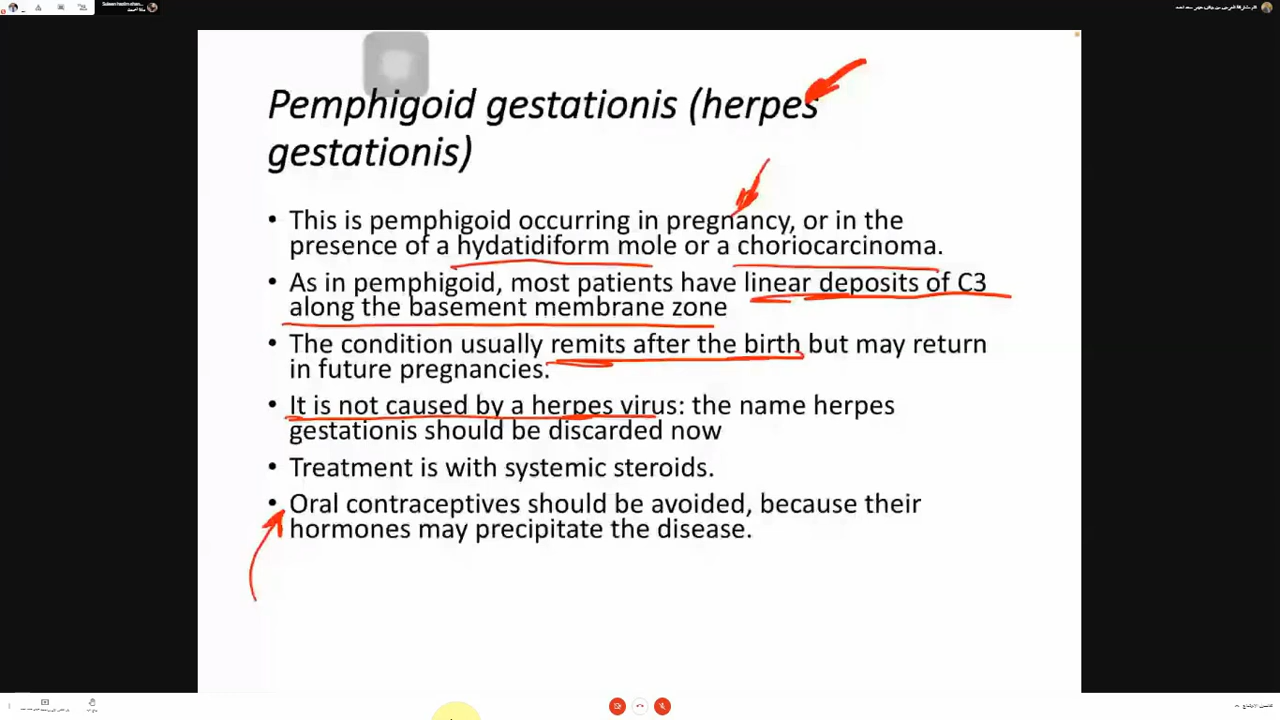 Pemphigoid gestationis (herpes
gestationis)
• This is pemphigoid occurring in pregnancy, or in the
presence of a hydatidiform mole or a choriocarcinoma.
• As in pemphigoid, most patients have linear deposits of C3
along the basement membrane zone
• The condition usually remits after the birth but may return
in future pregnancies.
• It is not caused by a herpes virus: the name herpes
gestationis should be discarded now
• Treatment is with systemic steroids.
• Oral contraceptives should be avoided, because their
hormones may precipitate the disease.